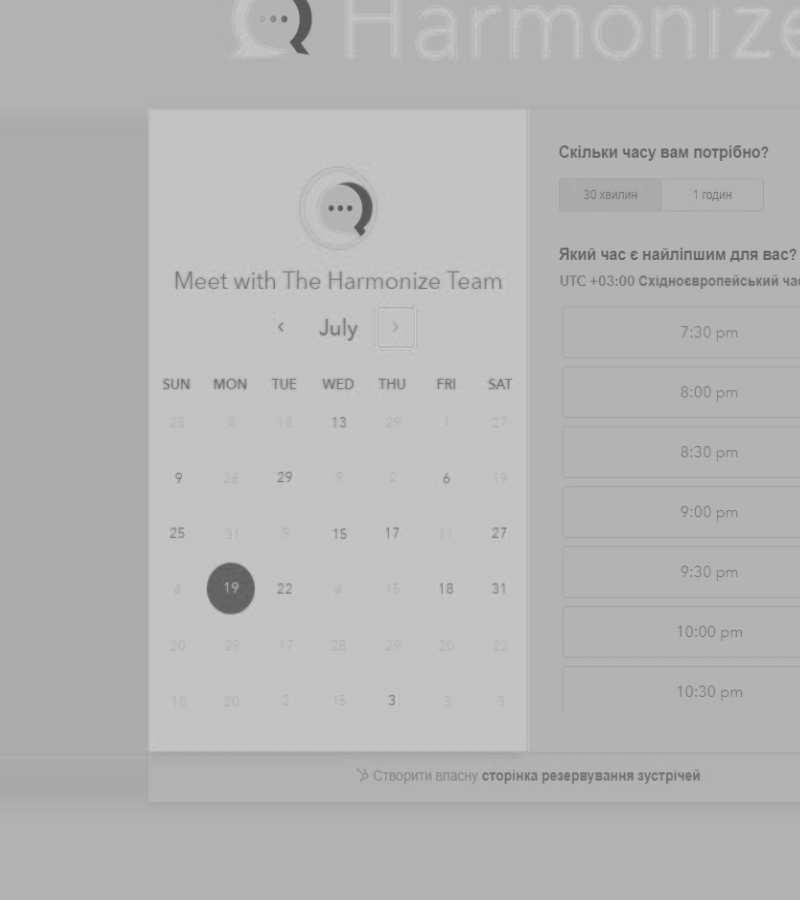 Harmonize
Meet with The Harmonize Team
July
SUN MON TUE WED THU FRI SAT
25 8 18 13 29 1 27
9 26 29 9 2 6 19
25 31 9 15 17 11 27
4 19 22 4 15 18 31
20 29 17 28 29 20 22
10 20 2 15 3
Скільки часу вам потрібно?
30 хвилин 1 годин
Який час є найліпшим для вас?
UTC +03:00 Східноєвропейський
7:30 pm
8:00 pm
8:30 pm
9:00 pm
9:30 pm
10:00 pm
10:30 pm
Створити власну сторінка резервування зустрічей